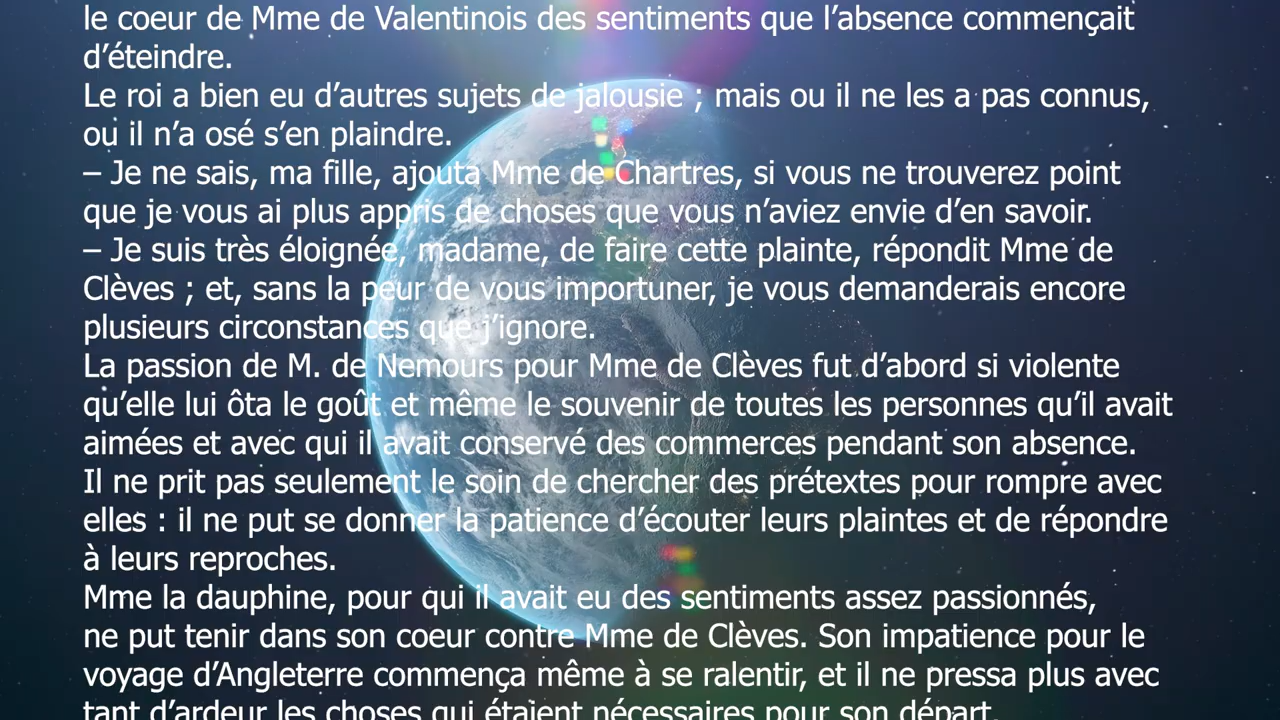 le coeur de Mme de Valentinois des sentiments que l’absence commençait
d’éteindre.
Le roi a bien eu d’autres sujets de jalousie ; mais ou il ne les a pas connus,
ou il n’a osé s’en plaindre.
– Je ne sais, ma fille, ajouta Mme de Chartres, si vous ne trouverez point
que je vous ai plus appris de choses que vous n’aviez envie d’en savoir.
– Je suis très éloignée, madame, de faire cette plainte, répondit Mme de
Clèves ; et, sans la peur de vous importuner, je vous demanderais encore
plusieurs circonstances que j’ignore.
La passion de M. de Nemours pour Mme de Clèves fut d’abord si violente
qu’elle lui ôta le goût et même le souvenir de toutes les personnes qu’il avait
aimées et avec qui il avait conservé des commerces pendant son absence.
Il ne prit pas seulement le soin de chercher des prétextes pour rompre avec
elles : il ne put se donner la patience d’écouter leurs plaintes et de répondre
à leurs reproches.
Mme la dauphine, pour qui il avait eu des sentiments assez passionnés,
ne put tenir dans son coeur contre Mme de Clèves. Son impatience pour le
voyage d’Angleterre commença même à se ralentir, et il ne pressa plus avec
tant d’ardeur les choses qui étaient nécessaires pour son départ.